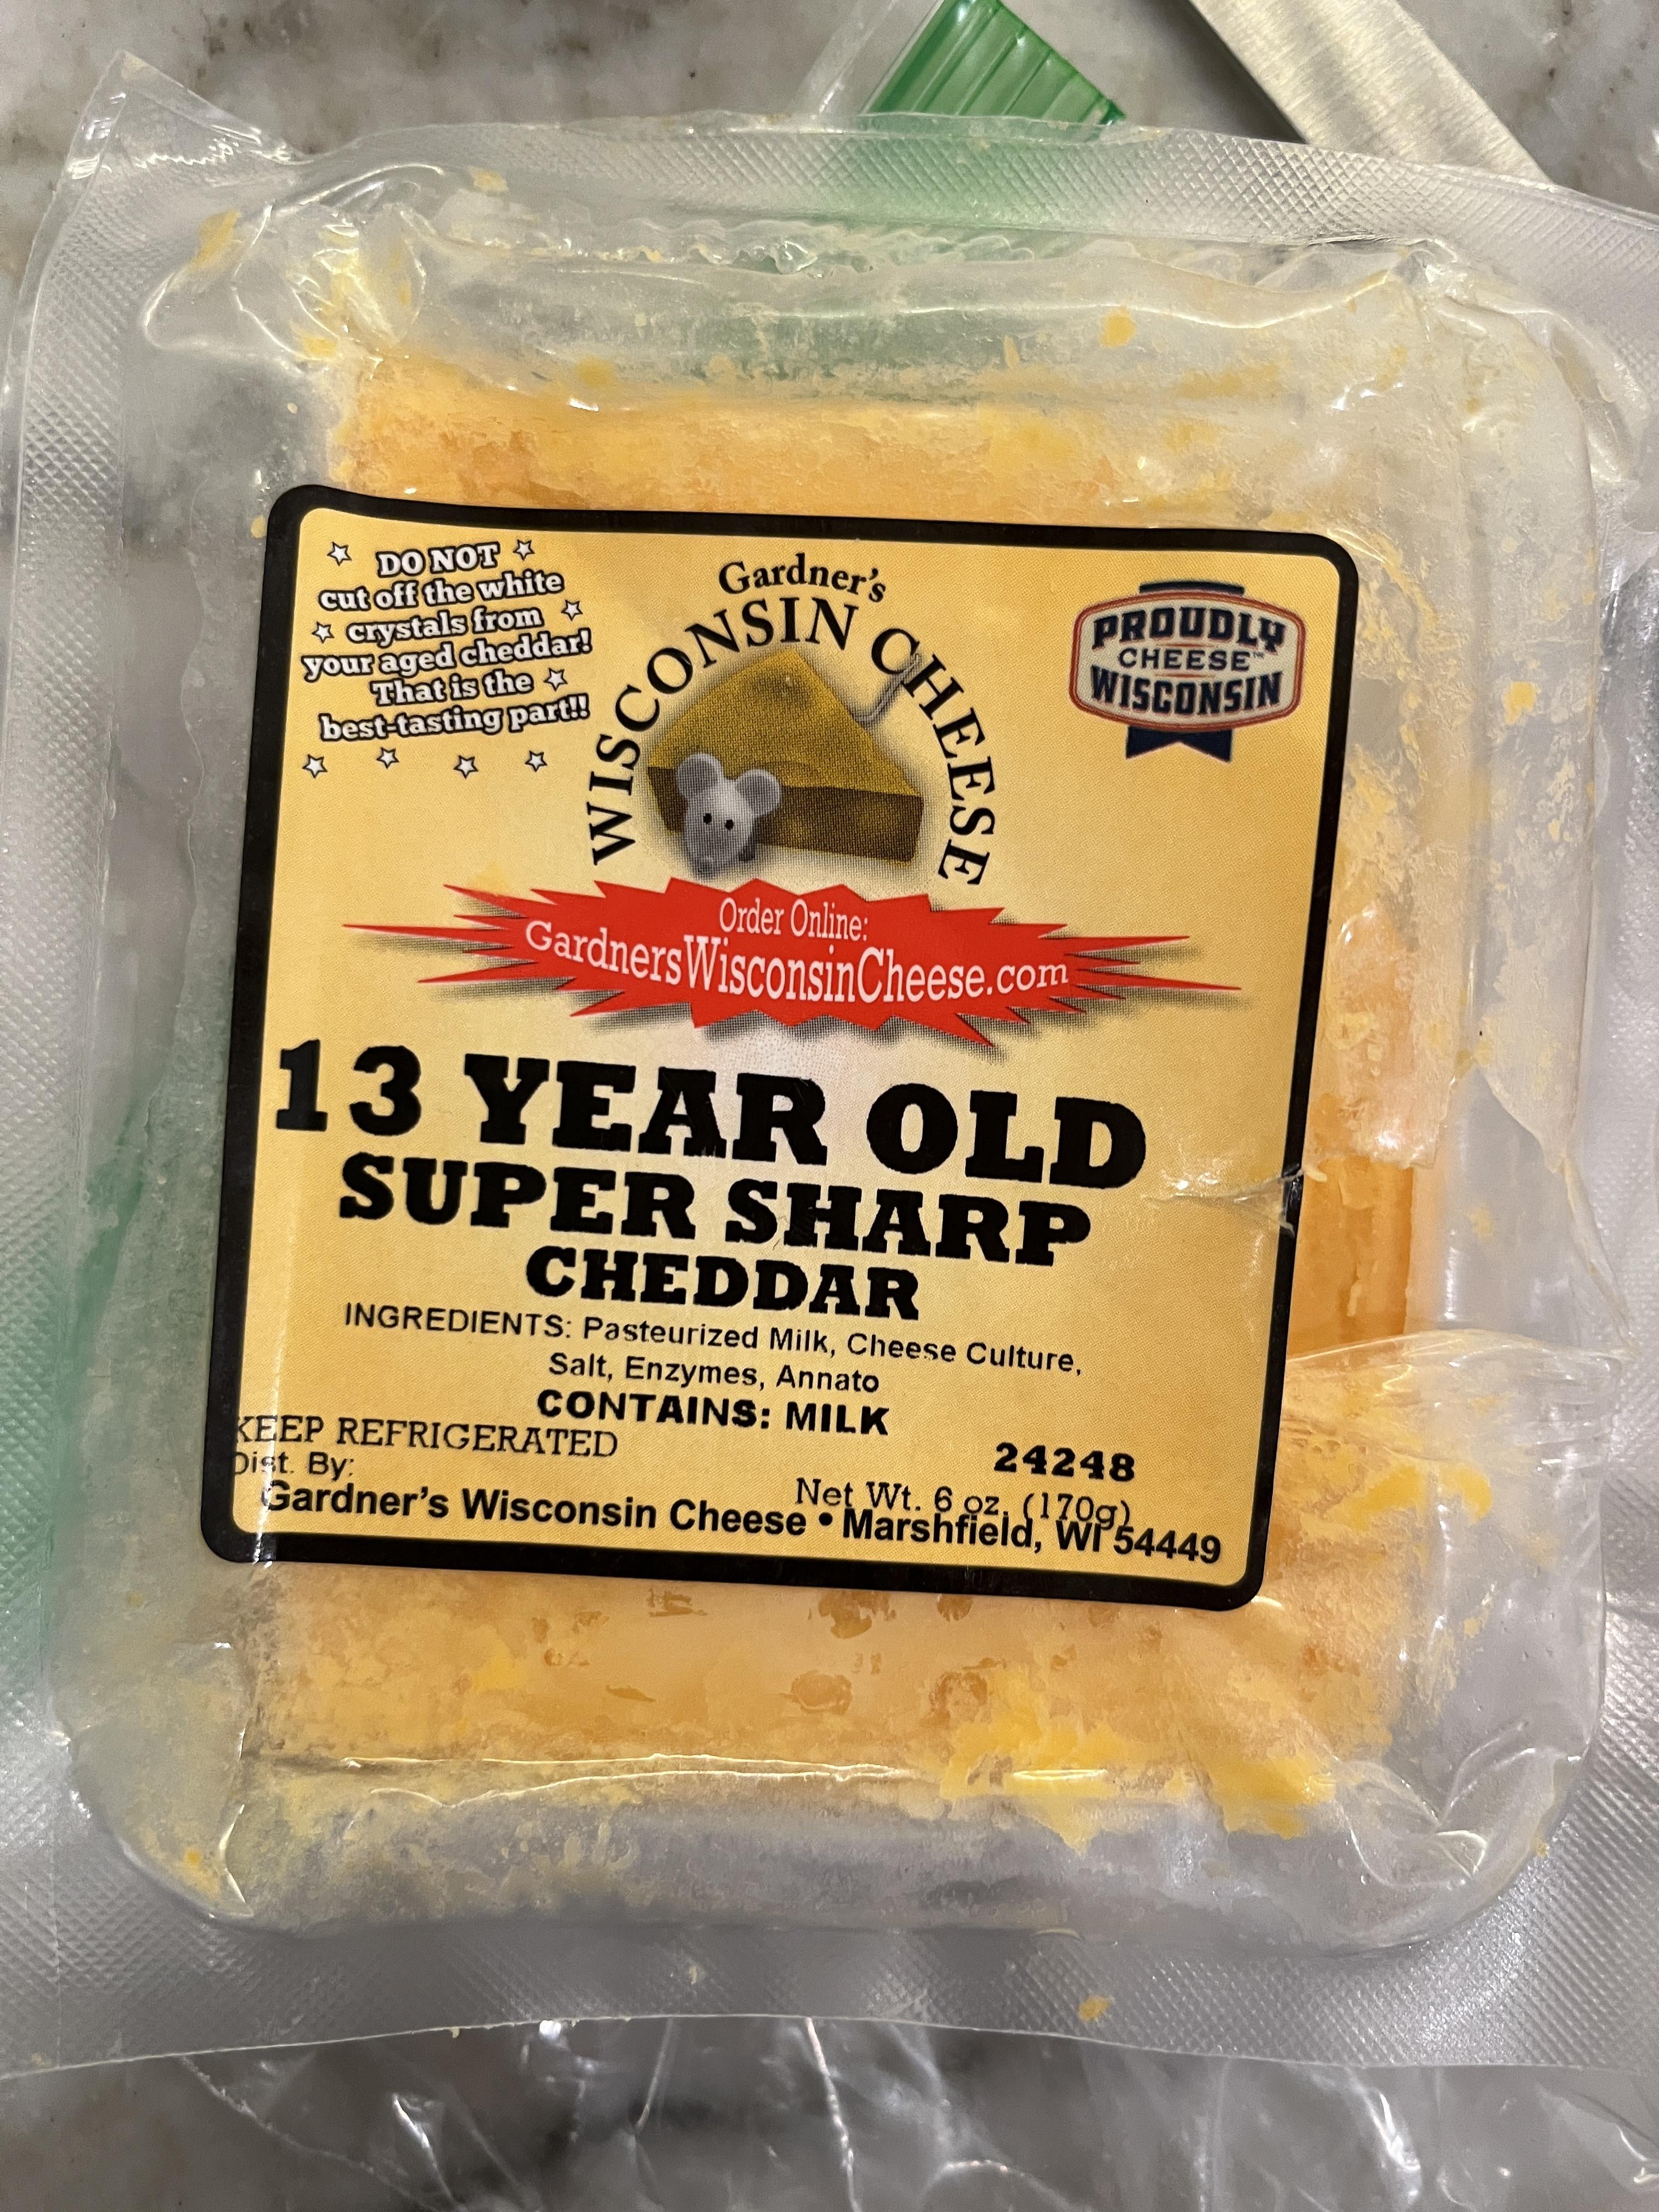 DO NOT
cut off the white
crystals from
your aged cheddar!
That is the
best-tasting part!!
Gardner's
WISCONSIN CHEESE
PROUDLY
CHEESE™
WISCONSIN
Order Online:
GardnersWisconsinCheese.com
13 YEAR OLD
SUPER SHARP
CHEDDAR
INGREDIENTS: Pasteurized Milk, Cheese Culture,
Salt, Enzymes, Annato
CONTAINS: MILK
KEEP REFRIGERATED
24248
Dist. By:
Net Wt. 6 oz. (170g)
Gardner's Wisconsin Cheese • Marshfield, WI 54449